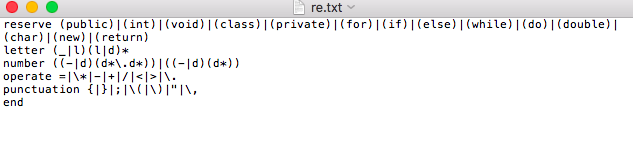 re.txt
reserve (public)|(int)|(void)|(class)|(private)|(for)|(if)|(else)|(while)|(do)|(double)|
(char)|(new)|(return)
letter (_|l)(l|d)*
number ((-|d)(d*\.d*))|((-|d)(d*))
operate =|\*|-|+|/|<|>|\.
punctuation {|}|;|\(|\)|"|\,
end